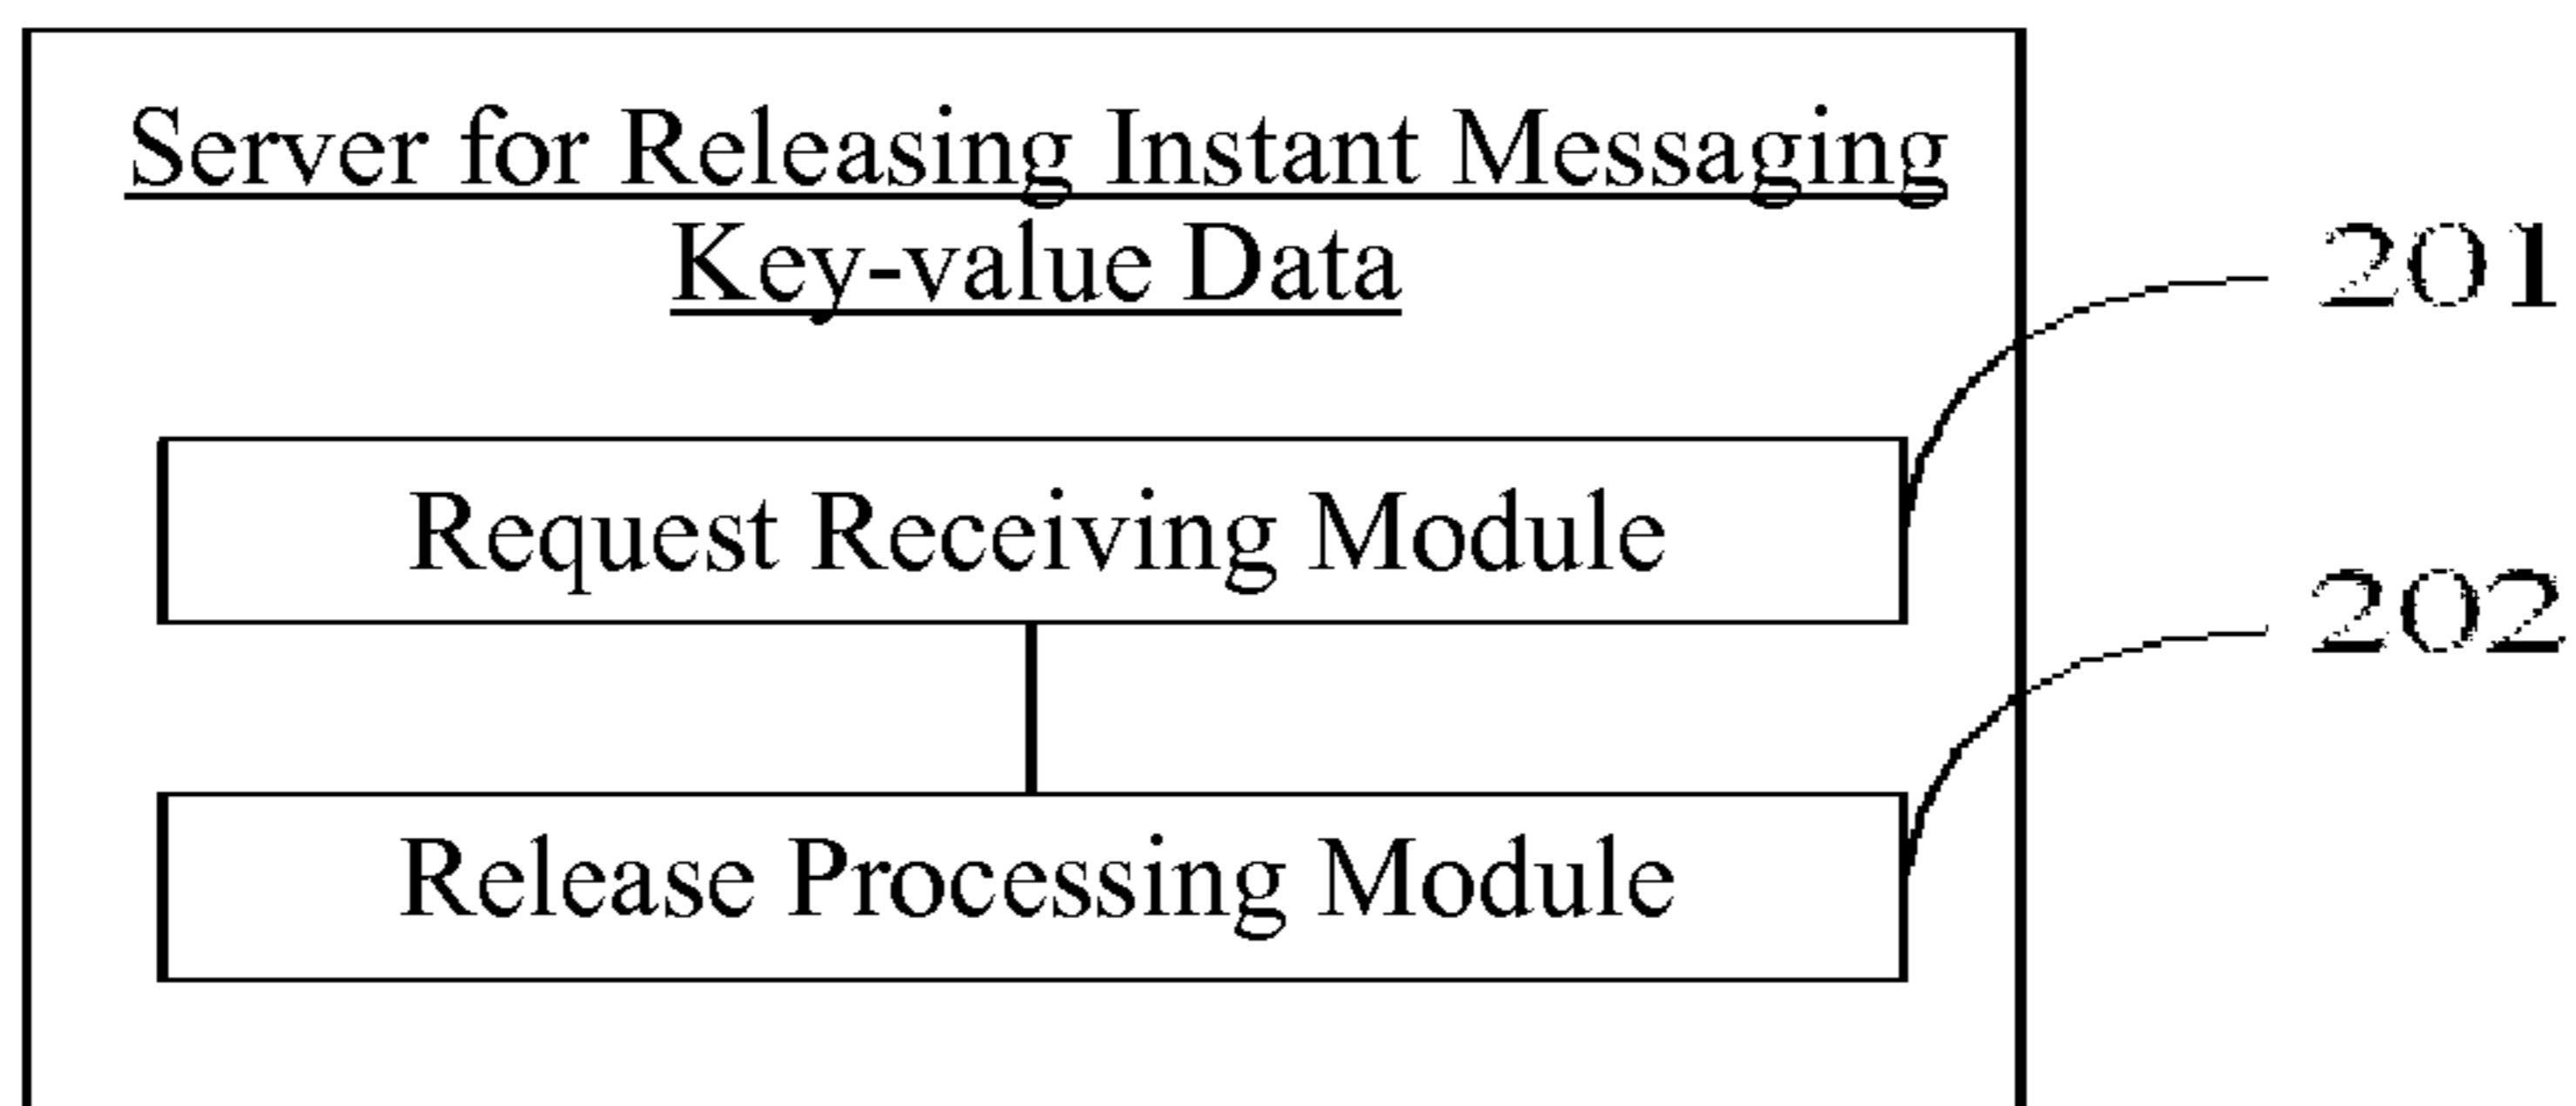 Server for Releasing Instant Messaging
Key-value Data
201
Request Receiving Module
202
Release Processing Module